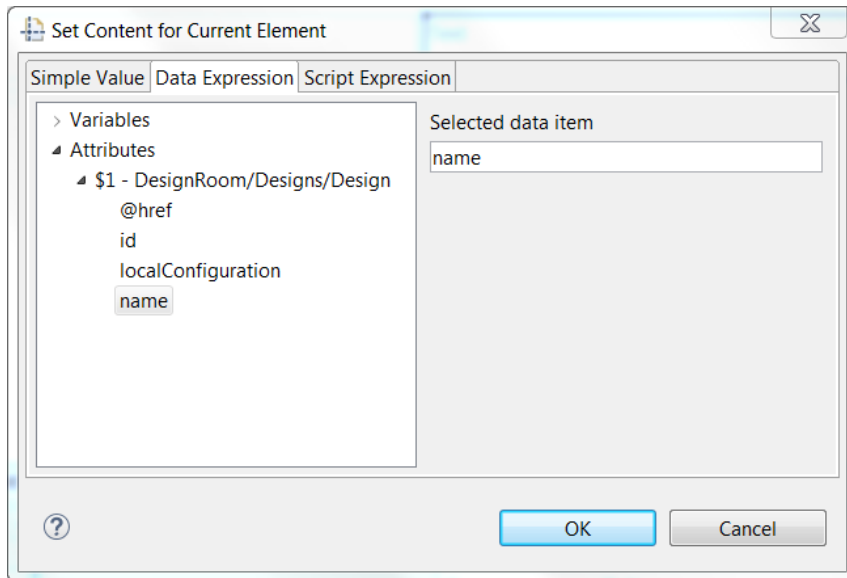 Set Content for Current Element
Simple Value Data Expression Script Expression
Variables
Attributes
$1 - DesignRoom/Designs/Design
@href
id
localConfiguration
name
Selected data item
name
OK Cancel